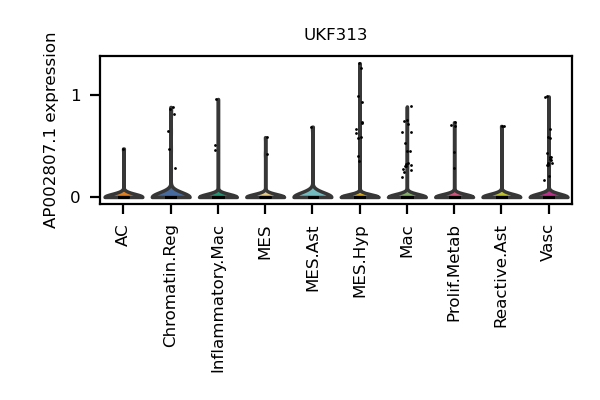 UKF313
AP002807.1 expression
1
0
AC
Chromatin.Reg
Inflammatory.Mac
MES
MES.Ast
MES.Hyp
Mac
Prolif.Metab
Reactive.Ast
Vasc